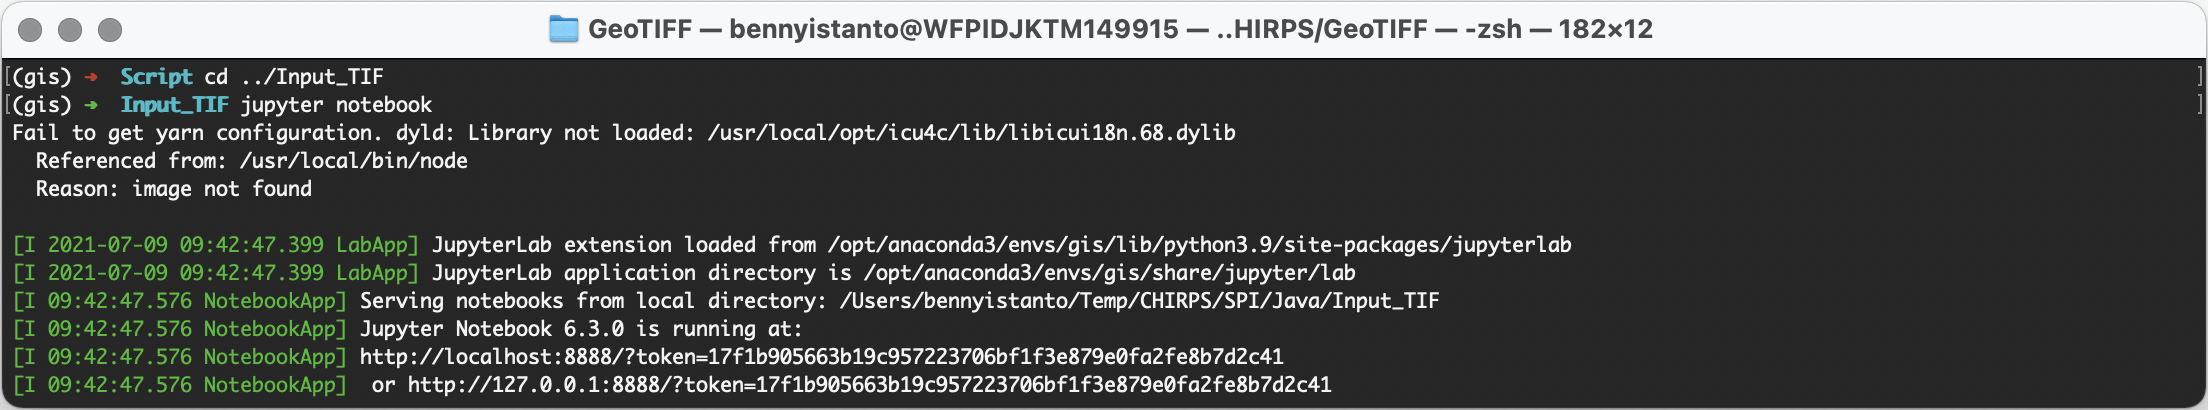 GeoTIFF — bennyistanto@WFPIDJKTM149915 — ..HIRPS/GeoTIFF — -zsh — 182×12
[(gis) ➜  Script cd ../Input_TIF ]
[(gis) ➜  Input_TIF jupyter notebook ]
Fail to get yarn configuration. dyld: Library not loaded: /usr/local/opt/icu4c/lib/libicui18n.68.dylib
  Referenced from: /usr/local/bin/node
  Reason: image not found
[I 2021-07-09 09:42:47.399 LabApp] JupyterLab extension loaded from /opt/anaconda3/envs/gis/lib/python3.9/site-packages/jupyterlab
[I 2021-07-09 09:42:47.399 LabApp] JupyterLab application directory is /opt/anaconda3/envs/gis/share/jupyter/lab
[I 09:42:47.576 NotebookApp] Serving notebooks from local directory: /Users/bennyistanto/Temp/CHIRPS/SPI/Java/Input_TIF
[I 09:42:47.576 NotebookApp] Jupyter Notebook 6.3.0 is running at:
[I 09:42:47.576 NotebookApp] http://localhost:8888/?token=17f1b905663b19c957223706bf1f3e879e0fa2fe8b7d2c41
[I 09:42:47.576 NotebookApp]  or http://127.0.0.1:8888/?token=17f1b905663b19c957223706bf1f3e879e0fa2fe8b7d2c41